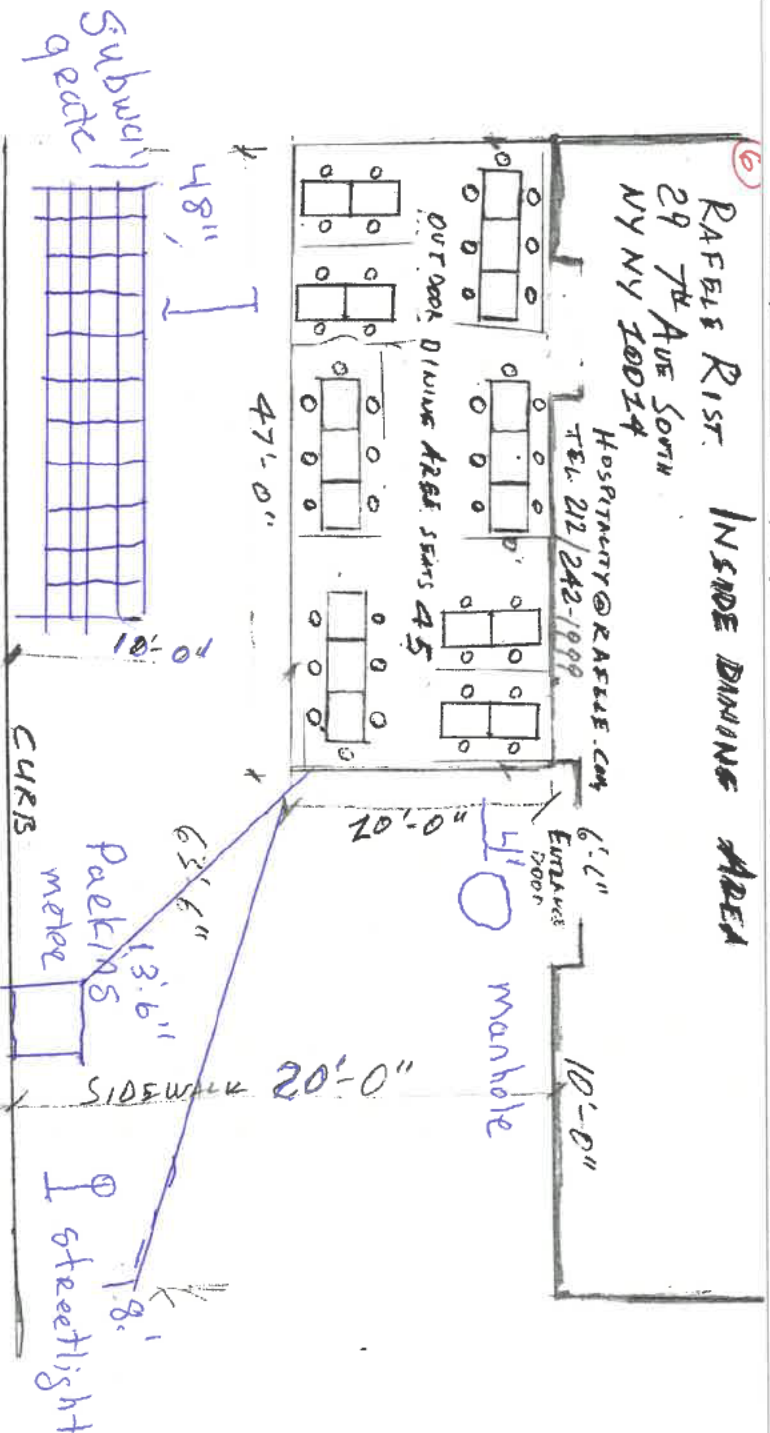 6
RAFELE RIST.
29 7th AVE SOUTH
NY NY 10014
INSIDE DINING AREA
HOSPITALITY@RAFELE.COM
TEL 212/242-1999
OUTDOOR DINING AREA SEATS 45
6'-6"
ENTRANCE
DOOR
10'-0"
10'-0"
4'
manhole
47'-0"
48"
Subway
grate
10'-0"
CURB
13'.6"
Parking
meter
SIDEWALK 20'-0"
18.'
streetlight